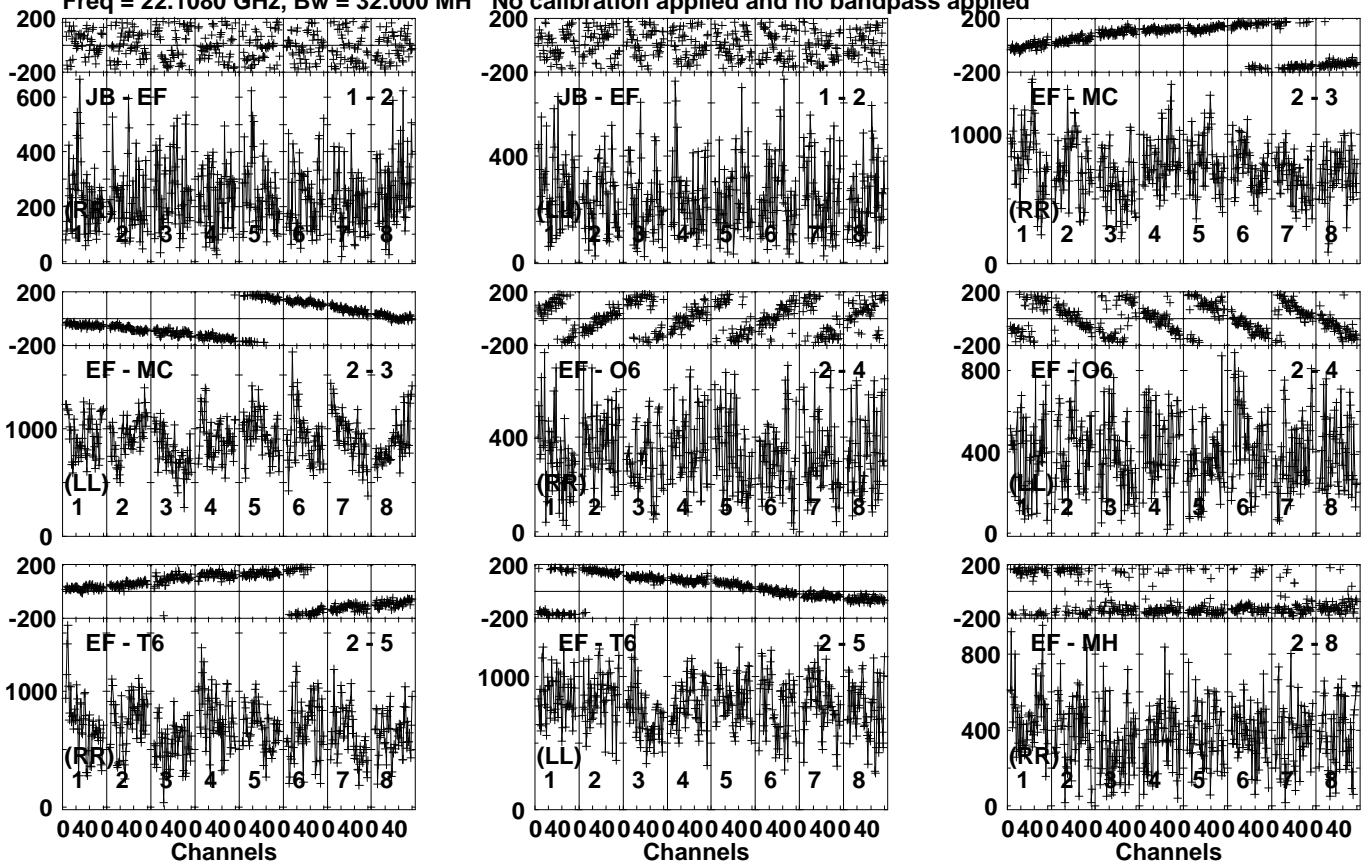 Freq = 22.1080 GHz, Bw = 32.000 MH No calibration applied and no bandpass applied
200
-200
JB - EF 1 - 2
600
400
200
0
(RR)
1 2 3 4 5 6 7 8
JB - EF 1 - 2
400
0
(LL)
1 2 3 4 5 6 7 8
200
-200
EF - MC 2 - 3
1000
0
(RR)
1 2 3 4 5 6 7 8
200
-200
EF - MC 2 - 3
1000
0
(LL)
1 2 3 4 5 6 7 8
200
-200
EF - O6 2 - 4
400
0
(RR)
1 2 3 4 5 6 7 8
200
-200
EF - O6 2 - 4
800
400
0
(LL)
1 2 3 4 5 6 7 8
200
-200
EF - T6 2 - 5
1000
0
(RR)
1 2 3 4 5 6 7 8
0 40 0 40 0 40 0 40 0 40 0 40 0 40 0 40
Channels
200
-200
EF - T6 2 - 5
1000
0
(LL)
1 2 3 4 5 6 7 8
0 40 0 40 0 40 0 40 0 40 0 40 0 40 0 40
Channels
200
-200
EF - MH 2 - 8
800
400
0
(RR)
1 2 3 4 5 6 7 8
0 40 0 40 0 40 0 40 0 40 0 40 0 40 0 40
Channels